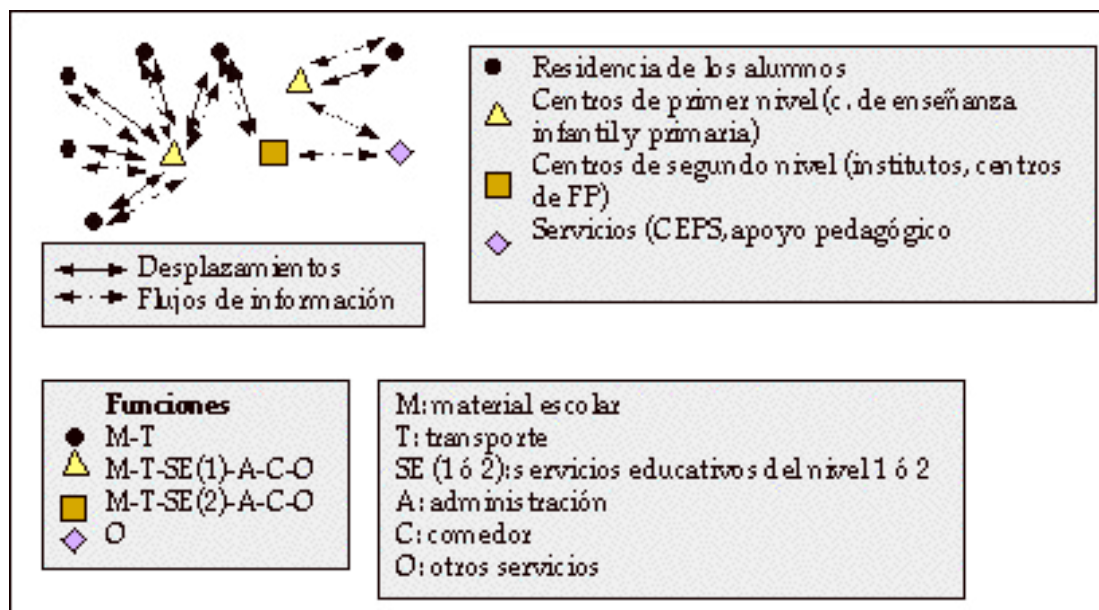 Residencia de los alumnos
Centros de primer nivel (c. de enseñanza
infantil y primaria)
Centros de segundo nivel (institutos, centros
de FP)
Servicios (CEPS, apoyo pedagógico
Desplazamientos
Flujos de información
Funciones
M-T
M-T-SE(1)-A-C-O
M-T-SE(2)-A-C-O
O
M: material escolar
T: transporte
SE (1 ó 2): servicios educativos del nivel 1 ó 2
A: administración
C: comedor
O: otros servicios